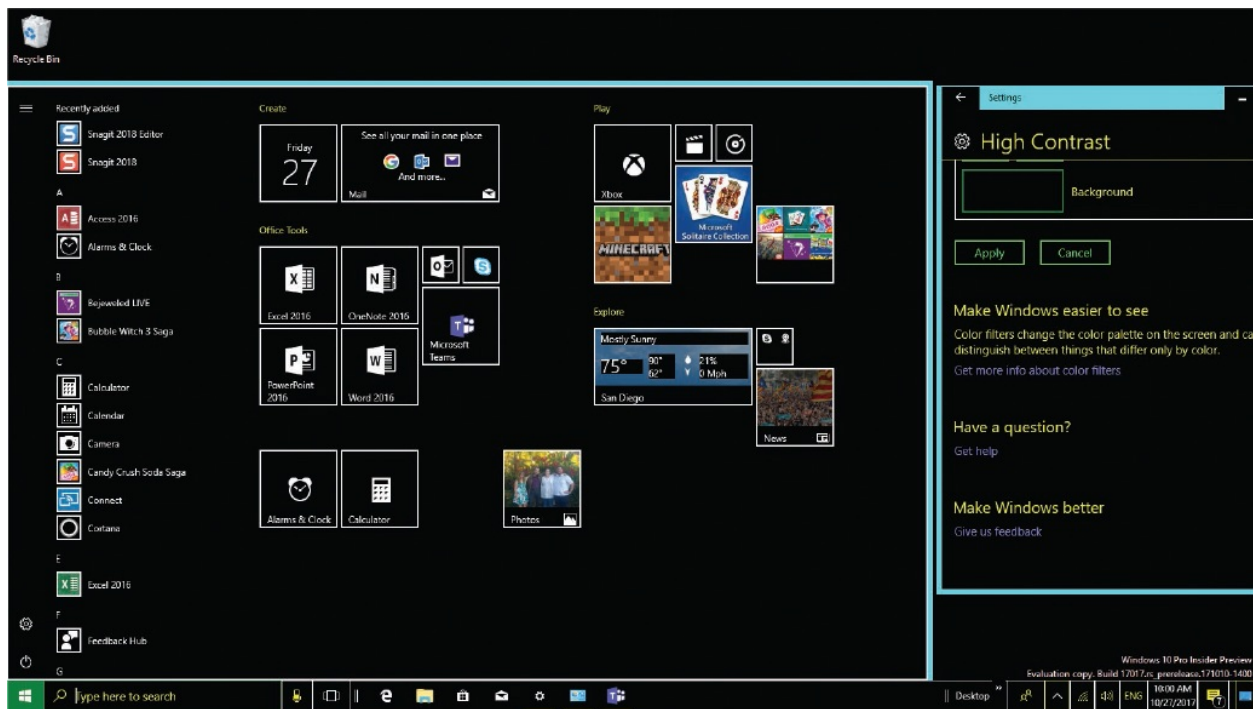 Recycle Bin
Recently added
Snagit 2018 Editor
Snagit 2018
A
Access 2016
Alarms & Clock
B
Bejeweled LIVE
Bubble Witch 3 Saga
C
Calculator
Calendar
Camera
Candy Crush Soda Saga
Connect
Cortana
E
Excel 2016
F
Feedback Hub
G
Create
Friday
27
See all your mail in one place
And more...
Mail
Office Tools
Excel 2016
OneNote 2016
Microsoft
Teams
PowerPoint
2016
Word 2016
Alarms & Clock
Calculator
Photos
Play
Xbox
MINECRAFT
Microsoft
Solitaire Collection
Explore
Mostly Sunny
75°
90°
62°
21%
0 Mph
San Diego
News
Settings
High Contrast
Background
Apply
Cancel
Make Windows easier to see
Color filters change the color palette on the screen and ca
distinguish between things that differ only by color.
Get more info about color filters
Have a question?
Get help
Make Windows better
Give us feedback
Windows 10 Pro Insider Preview
Evaluation copy. Build 17017.rs_prerelease.171010-1400
Type here to search
Desktop
ENG
10:00 AM
10/27/2017
7